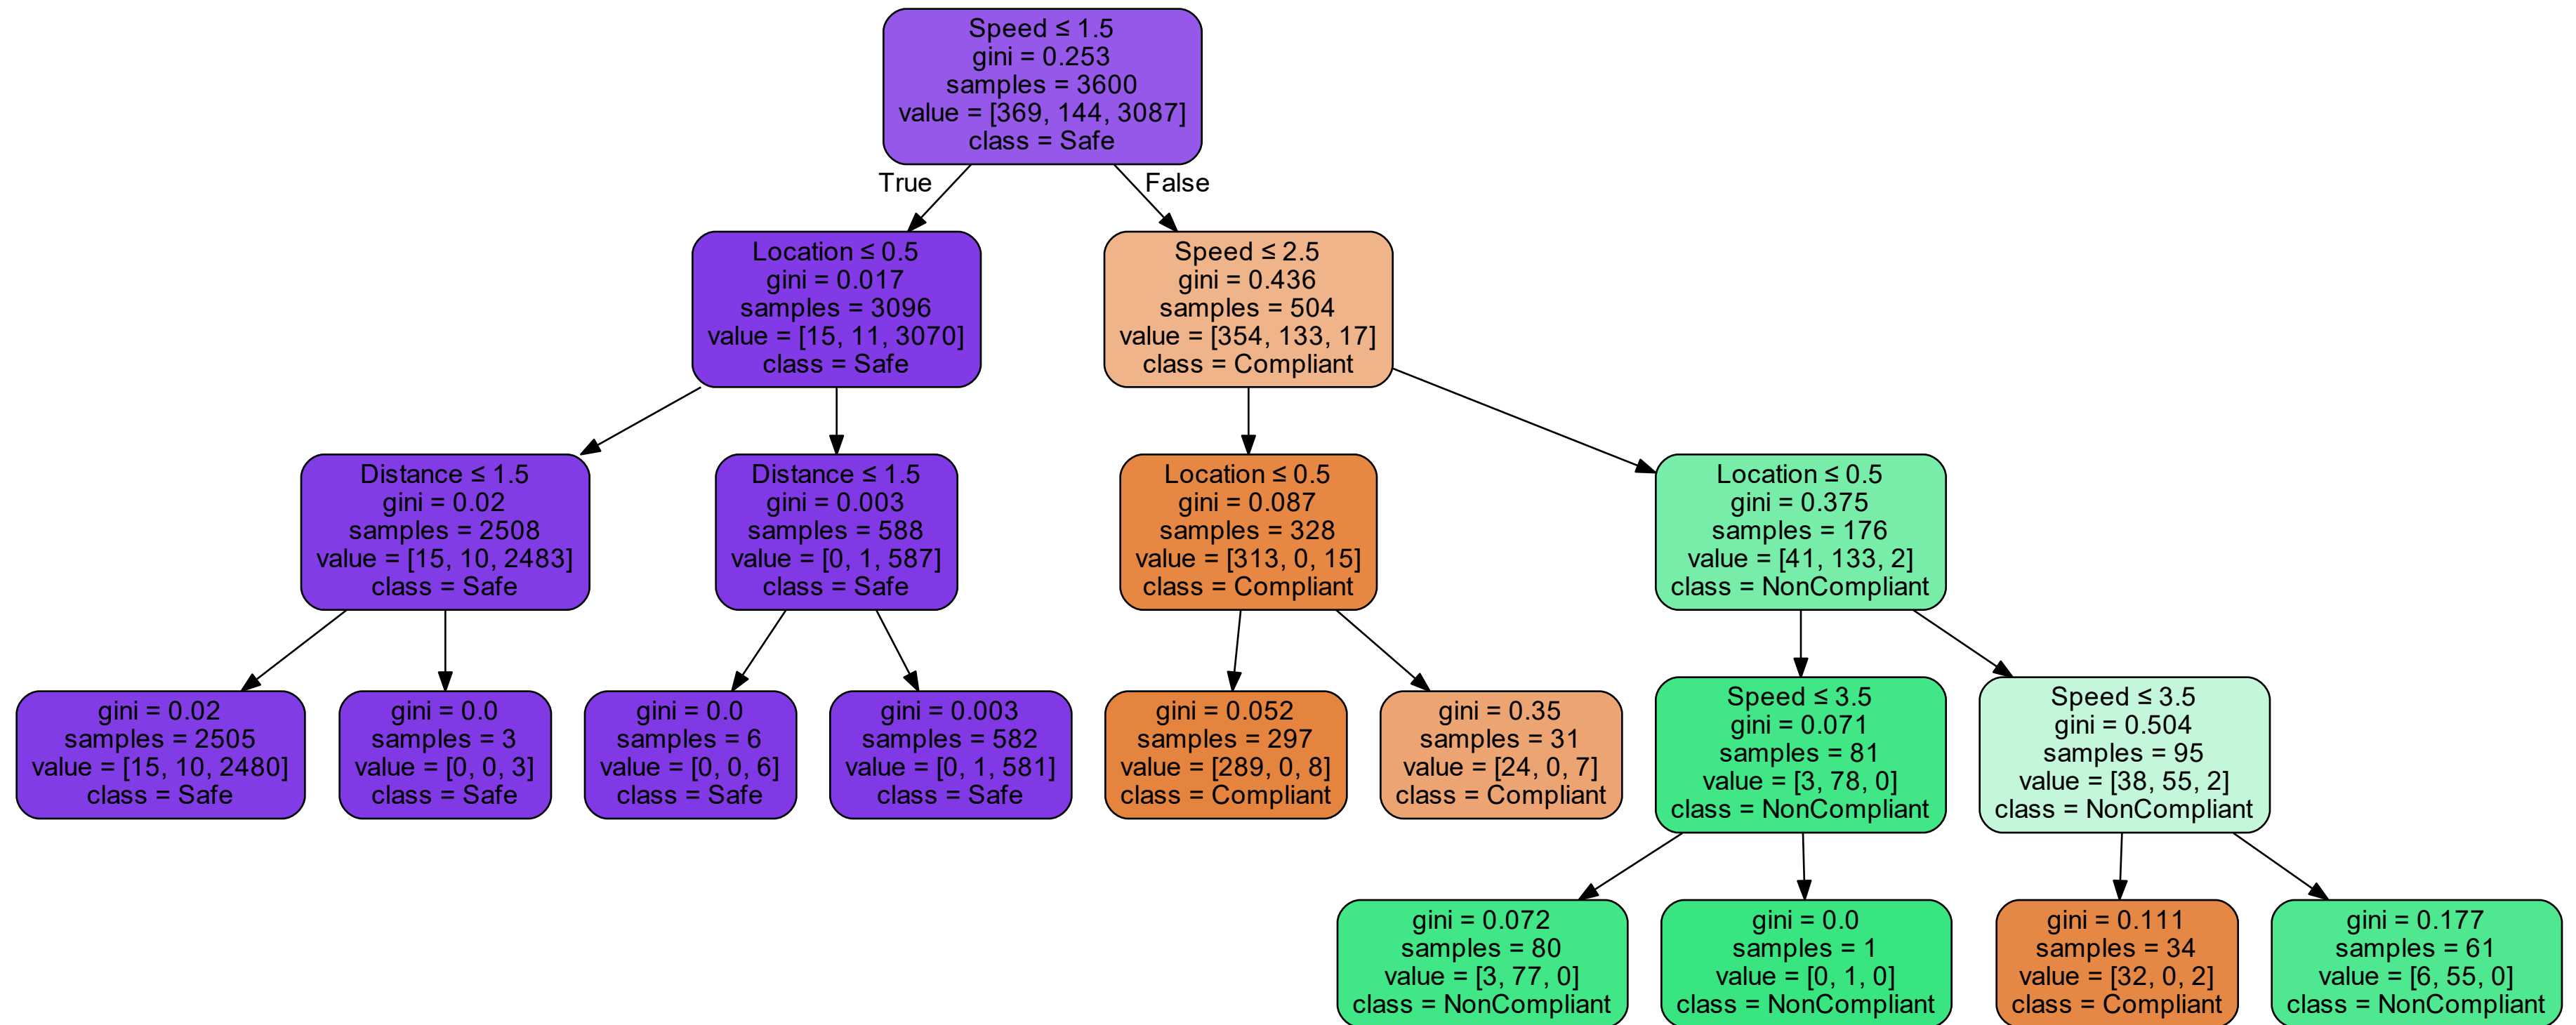 Speed ≤ 1.5
gini = 0.253
samples = 3600
value = [369, 144, 3087]
class = Safe
True
False
Location ≤ 0.5
gini = 0.017
samples = 3096
value = [15, 11, 3070]
class = Safe
Speed ≤ 2.5
gini = 0.436
samples = 504
value = [354, 133, 17]
class = Compliant
Distance ≤ 1.5
gini = 0.02
samples = 2508
value = [15, 10, 2483]
class = Safe
Distance ≤ 1.5
gini = 0.003
samples = 588
value = [0, 1, 587]
class = Safe
Location ≤ 0.5
gini = 0.087
samples = 328
value = [313, 0, 15]
class = Compliant
Location ≤ 0.5
gini = 0.375
samples = 176
value = [41, 133, 2]
class = NonCompliant
gini = 0.02
samples = 2505
value = [15, 10, 2480]
class = Safe
gini = 0.0
samples = 3
value = [0, 0, 3]
class = Safe
gini = 0.0
samples = 6
value = [0, 0, 6]
class = Safe
gini = 0.003
samples = 582
value = [0, 1, 581]
class = Safe
gini = 0.052
samples = 297
value = [289, 0, 8]
class = Compliant
gini = 0.35
samples = 31
value = [24, 0, 7]
class = Compliant
Speed ≤ 3.5
gini = 0.071
samples = 81
value = [3, 78, 0]
class = NonCompliant
Speed ≤ 3.5
gini = 0.504
samples = 95
value = [38, 55, 2]
class = NonCompliant
gini = 0.072
samples = 80
value = [3, 77, 0]
class = NonCompliant
gini = 0.0
samples = 1
value = [0, 1, 0]
class = NonCompliant
gini = 0.111
samples = 34
value = [32, 0, 2]
class = Compliant
gini = 0.177
samples = 61
value = [6, 55, 0]
class = NonCompliant